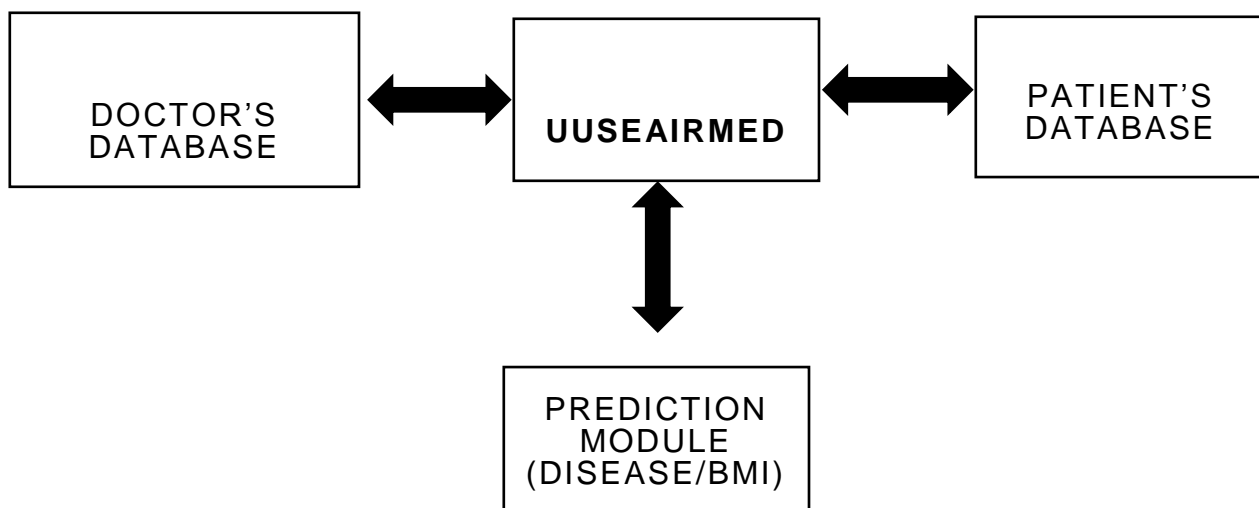 DOCTOR'S
DATABASE
UUSEAIRMED
PATIENT'S
DATABASE
PREDICTION
MODULE
(DISEASE/BMI)